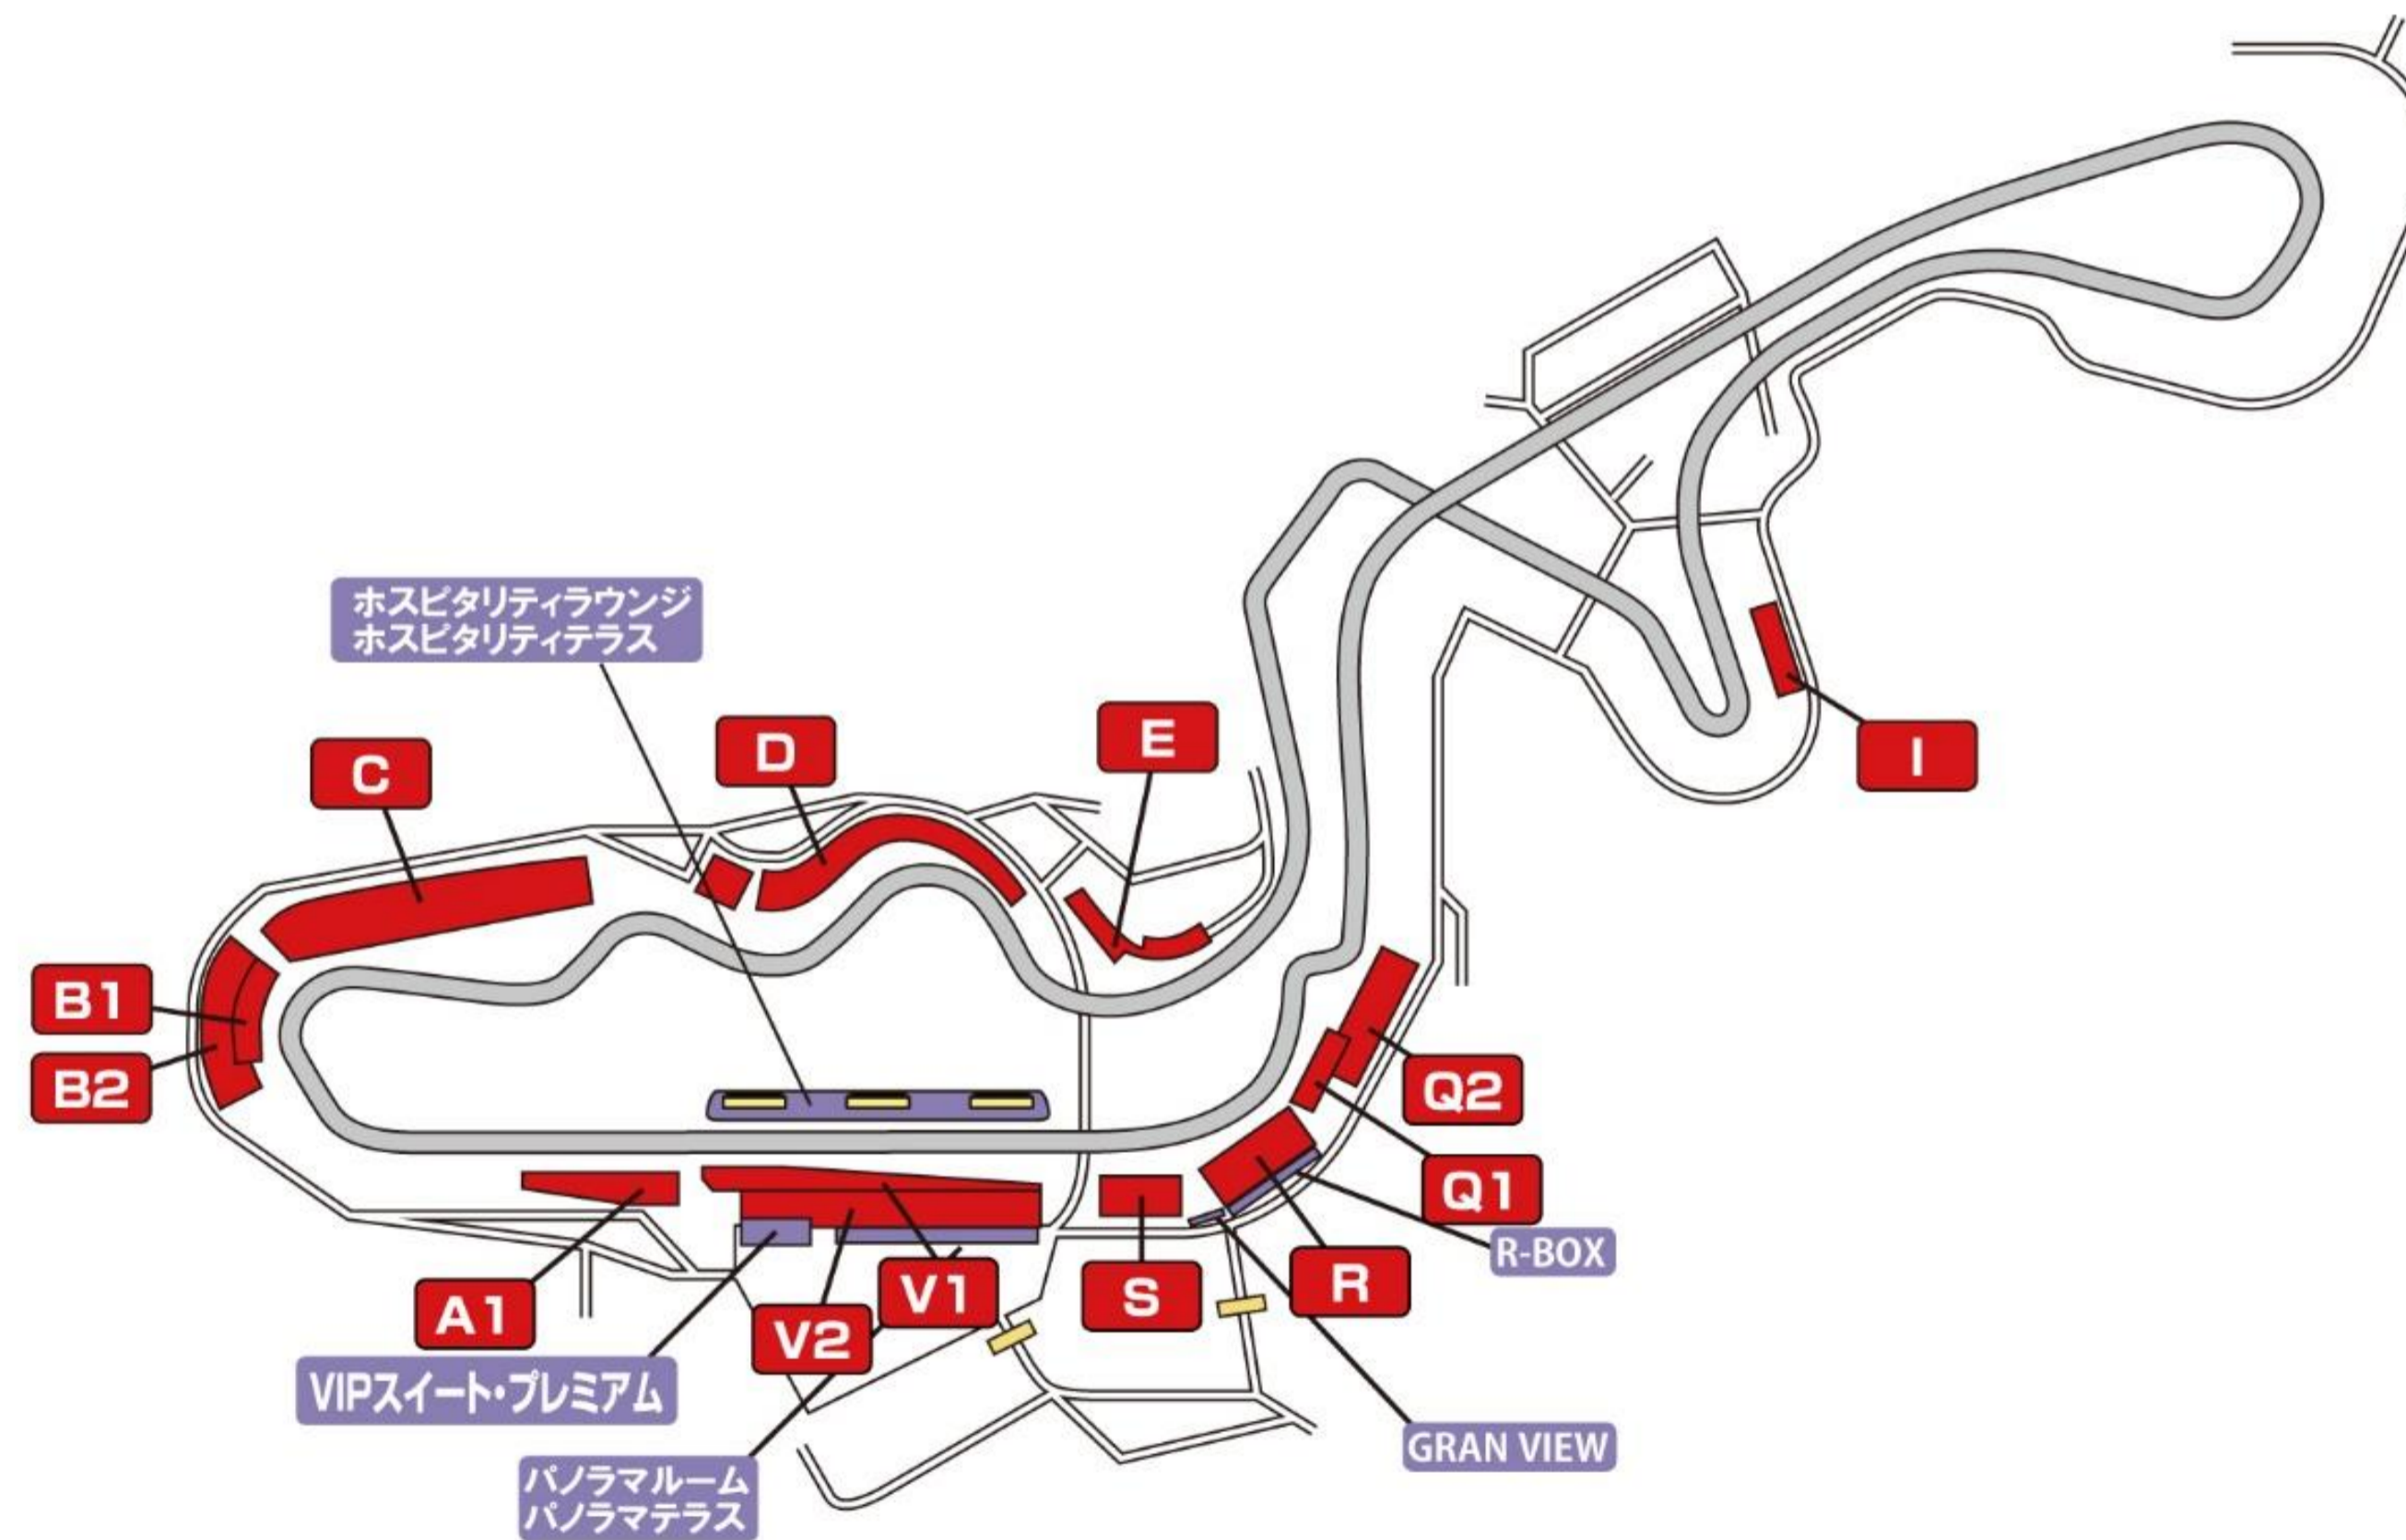 ホスピタリティラウンジ
ホスピタリティテラス
E
D
C
I
B1
B2
Q2
Q1
R-BOX
R
S
V1
A1
V2
VIPスイート・プレミアム
GRAN VIEW
パノラマルーム
パノラマテラス